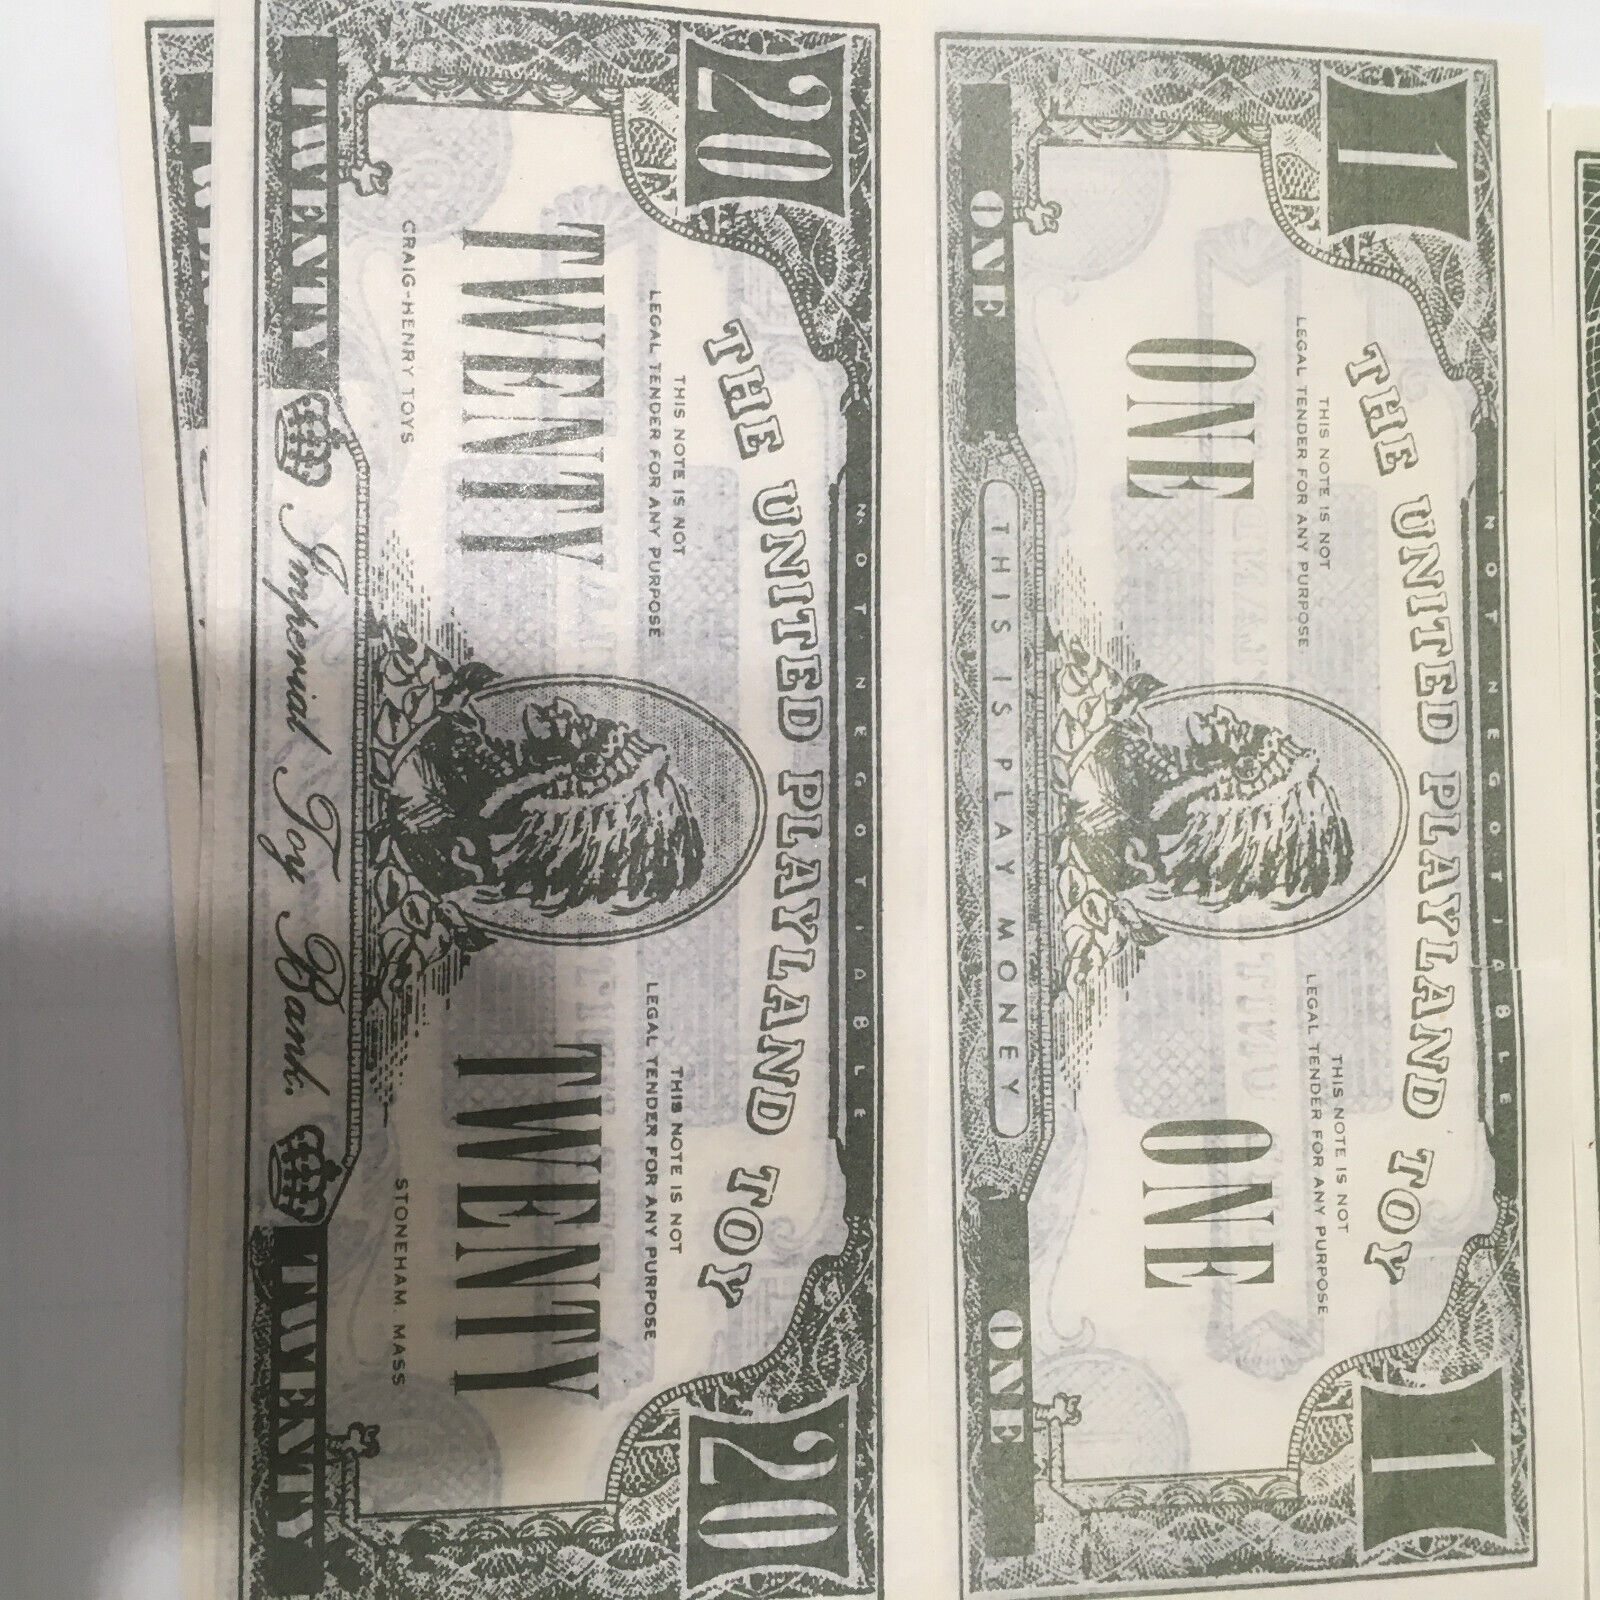 20 20
NOT NEGOTIABLE
THE UNITED PLAYLAND TOY
THIS NOTE IS NOT
LEGAL TENDER FOR ANY PURPOSE
THIS NOTE IS NOT
LEGAL TENDER FOR ANY PURPOSE
TWENTY TWENTY
CRAIG-HENRY TOYS STONEHAM. MASS
TWENTY Imperial Toy Bank. TWENTY
1 1
NOT NEGOTIABLE
THE UNITED PLAYLAND TOY
THIS NOTE IS NOT
LEGAL TENDER FOR ANY PURPOSE
THIS NOTE IS NOT
LEGAL TENDER FOR ANY PURPOSE
ONE ONE
ONE THIS IS PLAY MONEY ONE